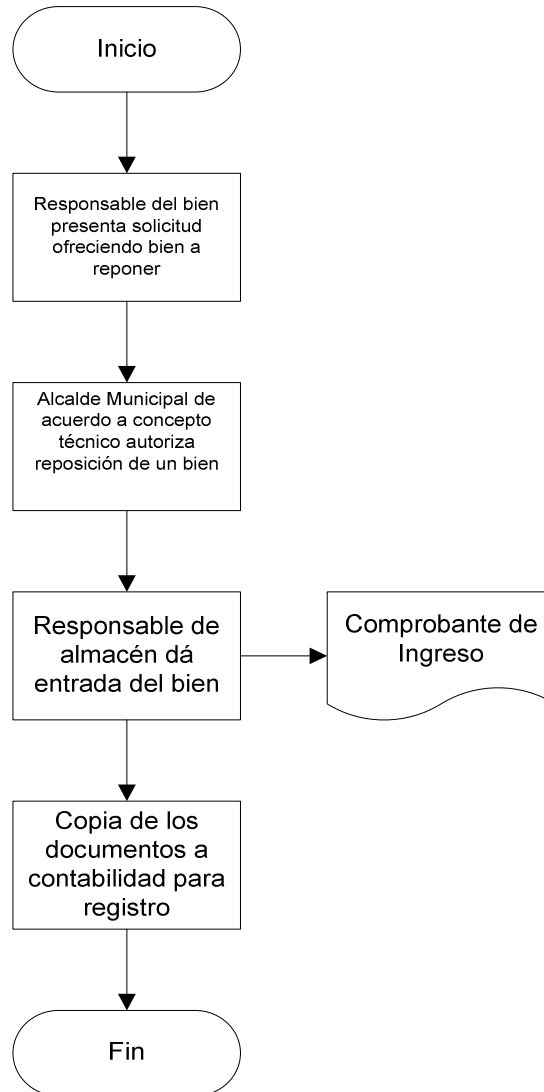 Inicio
Responsable del bien
presenta solicitud
ofreciendo bien a
reponer
Alcalde Municipal de
acuerdo a concepto
técnico autoriza
reposición de un bien
Responsable de
almacén dá
entrada del bien
Comprobante de
Ingreso
Copia de los
documentos a
contabilidad para
registro
Fin